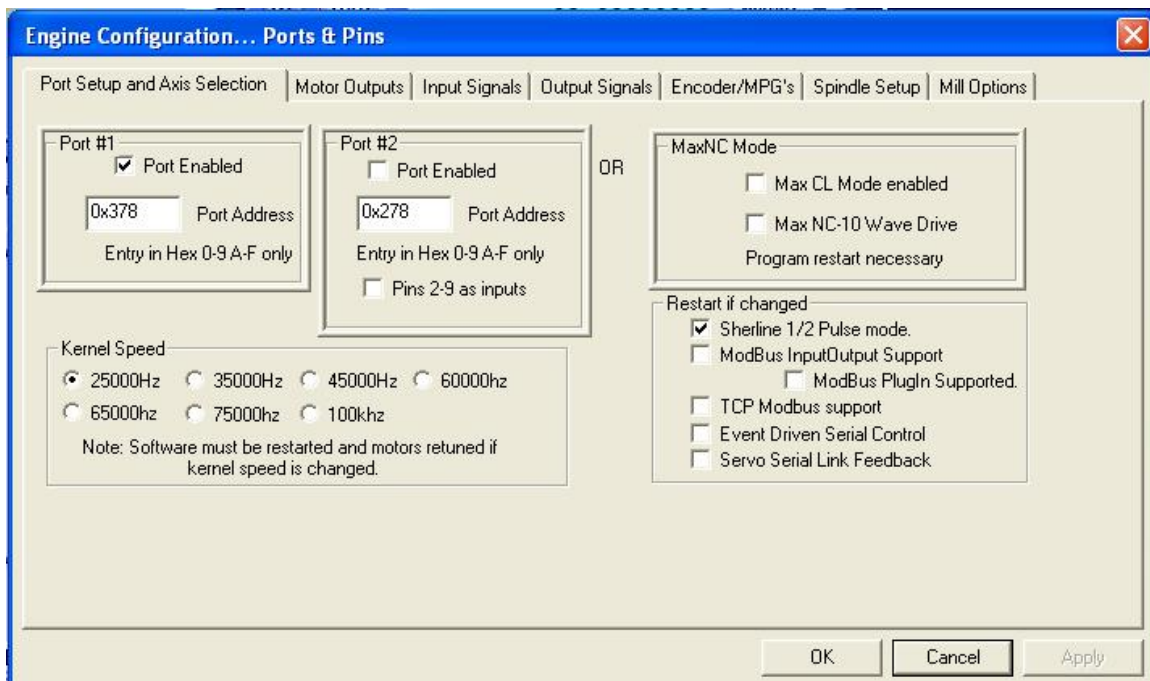 Engine Configuration... Ports & Pins
Port Setup and Axis Selection
Motor Outputs
Input Signals
Output Signals
Encoder/MPG's
Spindle Setup
Mill Options
Port #1
Port Enabled
0x378 Port Address
Entry in Hex 0-9 A-F only
Port #2
Port Enabled
0x278 Port Address
Entry in Hex 0-9 A-F only
Pins 2-9 as inputs
OR
MaxNC Mode
Max CL Mode enabled
Max NC-10 Wave Drive
Program restart necessary
Restart if changed
Sherline 1/2 Pulse mode.
ModBus InputOutput Support
ModBus PlugIn Supported.
TCP Modbus support
Event Driven Serial Control
Servo Serial Link Feedback
Kernel Speed
25000Hz 35000Hz 45000Hz 60000hz
65000hz 75000hz 100khz
Note: Software must be restarted and motors retuned if
kernel speed is changed.
OK
Cancel
Apply